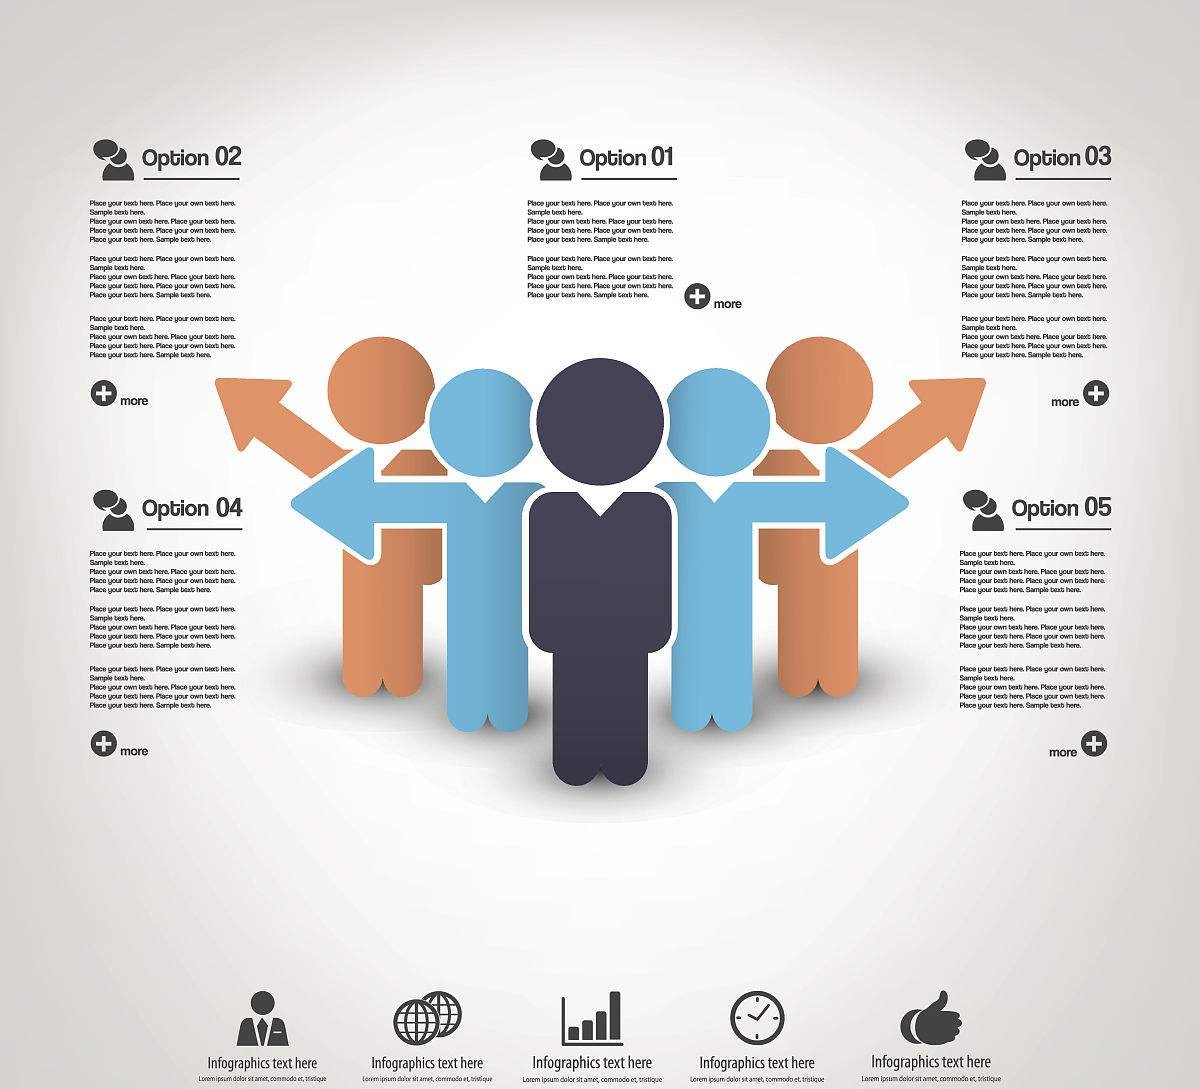 Option 02
Place your text here. Place your own text here.
Sample text here.
Place your own text here. Place your text here.
Place your text here. Place your own text here.
Place your text here. Sample text here.
Place your text here. Place your own text here.
Sample text here.
Place your own text here. Place your text here.
Place your text here. Place your own text here.
Place your text here. Sample text here.
Place your text here. Place your own text here.
Sample text here.
Place your own text here. Place your text here.
Place your text here. Place your own text here.
Place your text here. Sample text here.
more
Option 01
Place your text here. Place your own text here.
Sample text here.
Place your own text here. Place your text here.
Place your text here. Place your own text here.
Place your text here. Sample text here.
Place your text here. Place your own text here.
Sample text here.
Place your own text here. Place your text here.
Place your text here. Place your own text here.
Place your text here. Sample text here.
more
Option 03
Place your text here. Place your own text here.
Sample text here.
Place your own text here. Place your text here.
Place your text here. Place your own text here.
Place your text here. Sample text here.
Place your text here. Place your own text here.
Sample text here.
Place your own text here. Place your text here.
Place your text here. Place your own text here.
Place your text here. Sample text here.
Place your text here. Place your own text here.
Sample text here.
Place your own text here. Place your text here.
Place your text here. Place your own text here.
Place your text here. Sample text here.
more
Option 04
Place your text here. Place your own text here.
Sample text here.
Place your own text here. Place your text here.
Place your text here. Place your own text here.
Place your text here. Sample text here.
Place your text here. Place your own text here.
Sample text here.
Place your own text here. Place your text here.
Place your text here. Place your own text here.
Place your text here. Sample text here.
Place your text here. Place your own text here.
Sample text here.
Place your own text here. Place your text here.
Place your text here. Place your own text here.
Place your text here. Sample text here.
more
Option 05
Place your text here. Place your own text here.
Sample text here.
Place your own text here. Place your text here.
Place your text here. Place your own text here.
Place your text here. Sample text here.
Place your text here. Place your own text here.
Sample text here.
Place your own text here. Place your text here.
Place your text here. Place your own text here.
Place your text here. Sample text here.
Place your text here. Place your own text here.
Sample text here.
Place your own text here. Place your text here.
Place your text here. Place your own text here.
Place your text here. Sample text here.
more
Infographics text here
Lorem ipsum dolor sit amet, commodo et, tristique
Infographics text here
Lorem ipsum dolor sit amet, commodo et, tristique
Infographics text here
Lorem ipsum dolor sit amet, commodo et, tristique
Infographics text here
Lorem ipsum dolor sit amet, commodo et, tristique
Infographics text here
Lorem ipsum dolor sit amet, commodo et, tristique